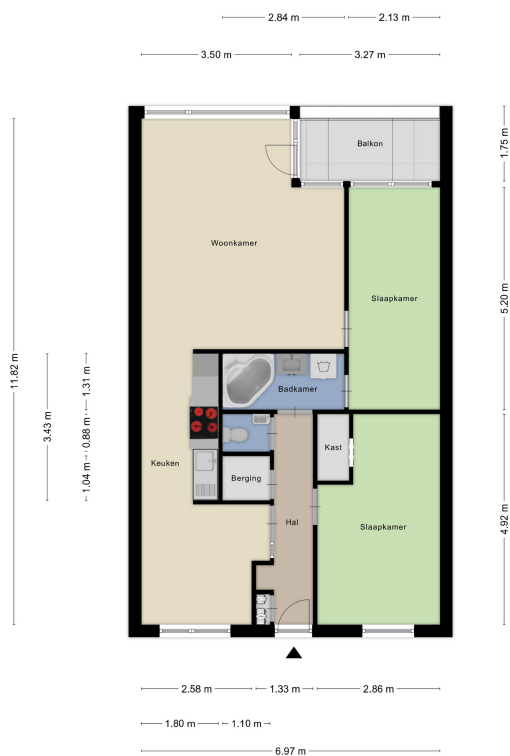 2.84 m
2.13 m
3.50 m
3.27 m
Balkon
1.75 m
Woonkamer
Slaapkamer
5.20 m
11.82 m
3.43 m
1.31 m
0.88 m
1.04 m
Badkamer
Keuken
Berging
Kast
Hal
Slaapkamer
4.92 m
2.58 m
1.33 m
2.86 m
1.80 m
1.10 m
6.97 m